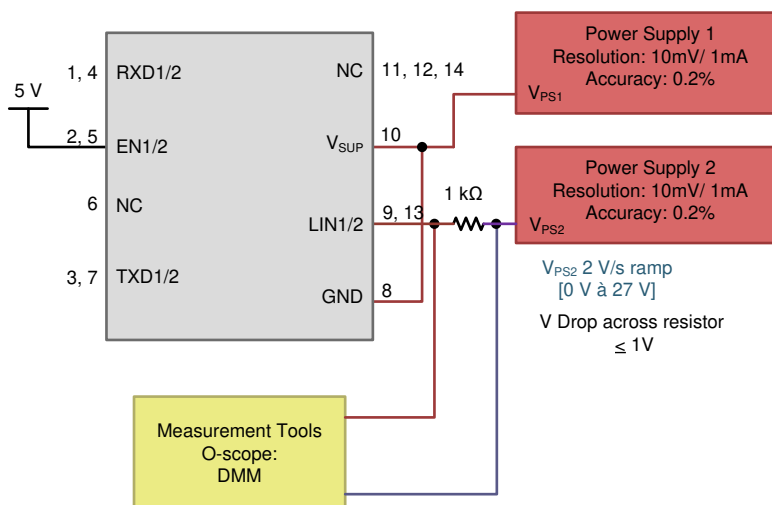 Power Supply 1
Resolution: 10mV/ 1mA
Accuracy: 0.2%
VPS1
1, 4
RXD1/2
NC
11, 12, 14
5 V
2, 5
EN1/2
VSUP
10
Power Supply 2
Resolution: 10mV/ 1mA
Accuracy: 0.2%
VPS2
1 kΩ
6
NC
LIN1/2
9, 13
VPS2 2 V/s ramp
[0 V à 27 V]
3, 7
TXD1/2
GND
8
V Drop across resistor
≤ 1V
Measurement Tools
O-scope:
DMM